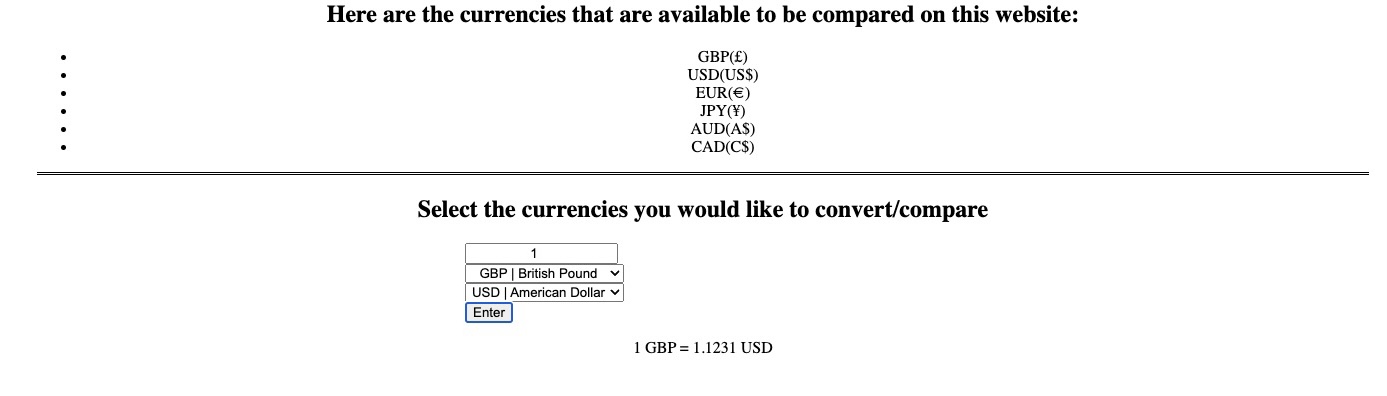 Here are the currencies that are available to be compared on this website:
• GBP(£)
• USD(US$)
• EUR(€)
• JPY(¥)
• AUD(A$)
• CAD(C$)
Select the currencies you would like to convert/compare
1
GBP | British Pound
USD | American Dollar
Enter
1 GBP = 1.1231 USD